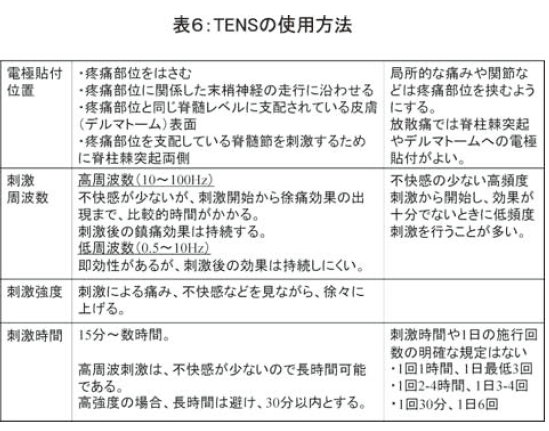 表6：TENSの使用方法
電極貼付
位置
・疼痛部位をはさむ
・疼痛部位に関係した末梢神経の走行に沿わせる
・疼痛部位と同じ脊髄レベルに支配されている皮膚
（デルマトーム）表面
・疼痛部位を支配している脊髄節を刺激するため
に脊柱棘突起両側
局所的な痛みや関節な
どは疼痛部位を挟むよう
にする。
放散痛では脊柱棘突起
やデルマトームへの電極
貼付がよい。
刺激
周波数
高周波数（10～100Hz）
不快感が少ないが、刺激開始から徐痛効果の出
現まで、比較的時間がかかる。
刺激後の鎮痛効果は持続する。
低周波数（0.5～10Hz）
即効性があるが、刺激後の効果は持続しにくい。
不快感の少ない高頻度
刺激から開始し、効果が
十分でないときに低頻度
刺激を行うことが多い。
刺激強度
刺激による痛み、不快感などを見ながら、徐々に
上げる。
刺激時間
15分～数時間。
高周波刺激は、不快感が少ないので長時間可能
である。
高強度の場合、長時間は避け、30分以内とする。
刺激時間や1日の施行回
数の明確な規定はない
・1回1時間、1日最低3回
・1回2-4時間、1日3-4回
・1回30分、1日6回